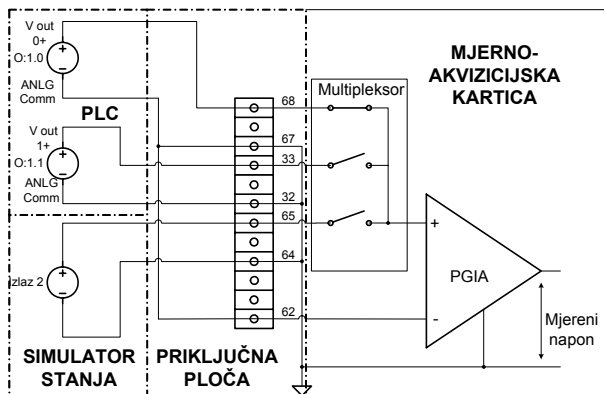 V out
0+
O:1.0
ANLG
Comm
PLC
V out
1+
O:1.1
ANLG
Comm
Izlaz 2
SIMULATOR
STANJA
PRIKLJUČNA
PLOČA
68
67
33
32
65
64
62
Multipleksor
MJERNO-
AKVIZICIJSKA
KARTICA
+
PGIA
-
Mjereni
napon